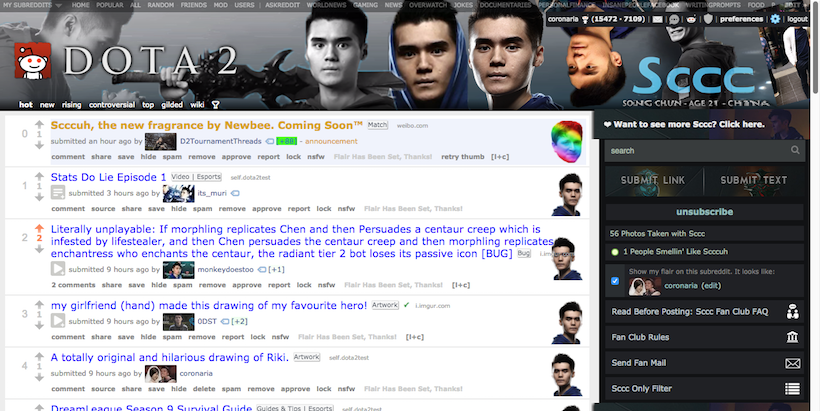 MY SUBREDDITS HOME POPULAR ALL RANDOM FRIENDS MOD USERS | ASKREDDIT WORLDNEWS GAMING NEWS OVERWATCH JOKES DOCUMENTARIES PERSONALFINANCE INSANEPEOPLEFACEBOOK WRITINGPROMPTS FOOD EDIT
coronaria (15472 · 7109) | preferences | logout
DOTA 2
Sccc
SONG CHUN - AGE 21 - CH3NA
hot new rising controversial top gilded wiki
❤ Want to see more Sccc? Click here.
0
1
Scccuh, the new fragrance by Newbee. Coming Soon™ Match weibo.com
submitted an hour ago by D2TournamentThreads [+88] - announcement
comment share save hide spam remove approve report lock nsfw Flair Has Been Set, Thanks! retry thumb [l+c]
1
1
Stats Do Lie Episode 1 Video | Esports self.dota2test
submitted 3 hours ago by its_muri
comment source share save hide spam remove approve report lock nsfw Flair Has Been Set, Thanks!
2
2
Literally unplayable: If morphling replicates Chen and then Persuades a centaur creep which is
infested by lifestealer, and then Chen persuades the centaur creep and then morphling replicates
enchantress who enchants the centaur, the radiant tier 2 bot loses its passive icon [BUG] Bug
submitted 9 hours ago by monkeydoestoo [+1]
2 comments share save hide spam remove approve report lock nsfw Flair Has Been Set, Thanks! [l+c]
3
1
my girlfriend (hand) made this drawing of my favourite hero! Artwork ✔ i.imgur.com
submitted 9 hours ago by 0DST [+2]
comment share save hide spam remove report lock nsfw Flair Has Been Set, Thanks! [l+c]
4
1
A totally original and hilarious drawing of Riki. Artwork self.dota2test
submitted 9 hours ago by coronaria
comment source share save hide delete spam remove approve report lock nsfw Flair Has Been Set, Thanks!
DreamLeague Season 9 Survival Guide Guides & Tips | Esports self.dota2test
search
SUBMIT LINK SUBMIT TEXT
unsubscribe
56 Photos Taken with Sccc
1 People Smellin' Like Scccuh
Show my flair on this subreddit. It looks like:
coronaria (edit)
Read Before Posting: Sccc Fan Club FAQ
Fan Club Rules
Send Fan Mail
Sccc Only Filter